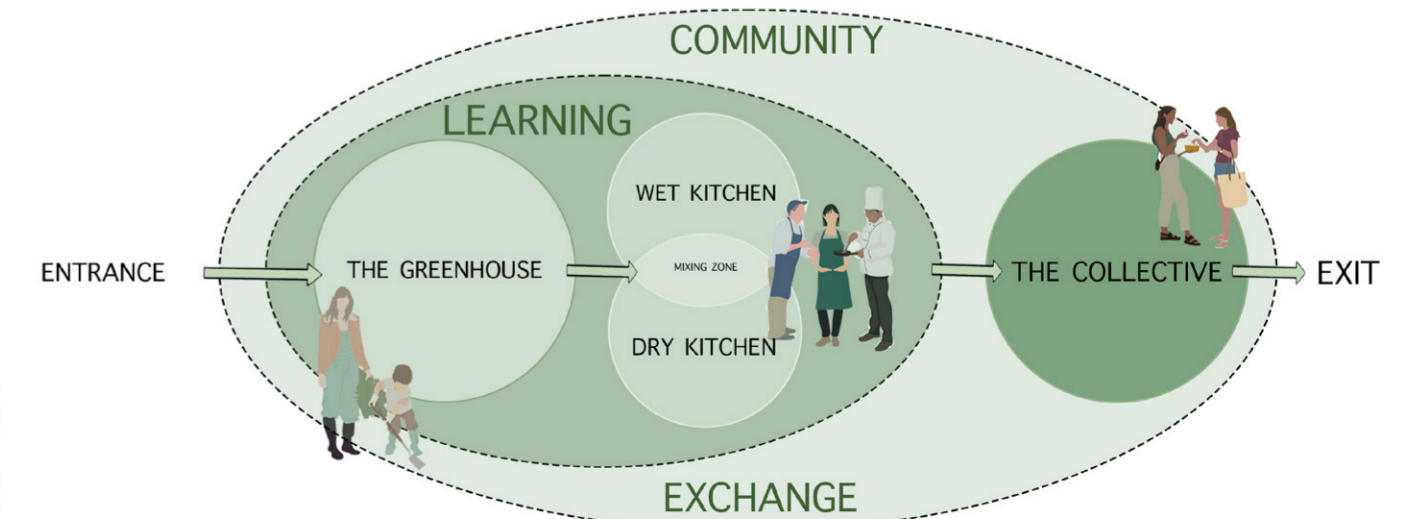 COMMUNITY
LEARNING
WET KITCHEN
ENTRANCE
THE GREENHOUSE
MIXING ZONE
THE COLLECTIVE
EXIT
DRY KITCHEN
EXCHANGE